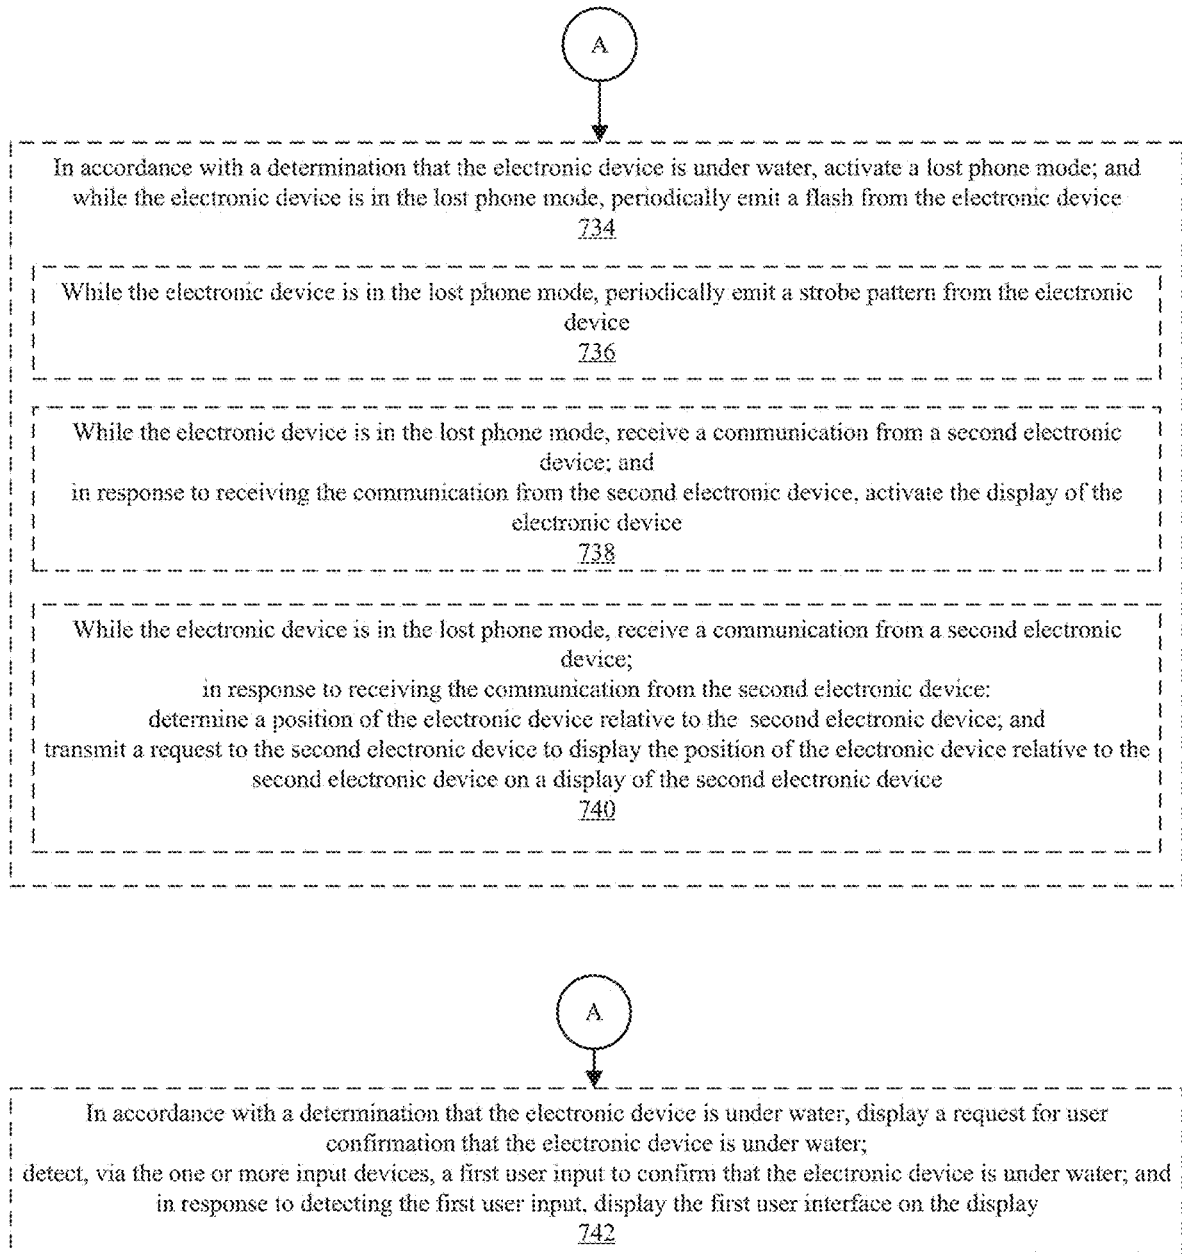 A
In accordance with a determination that the electronic device is under water, activate a lost phone mode; and
while the electronic device is in the lost phone mode, periodically emit a flash from the electronic device
734
While the electronic device is in the lost phone mode, periodically emit a strobe pattern from the electronic
device
736
While the electronic device is in the lost phone mode, receive a communication from a second electronic
device; and
in response to receiving the communication from the second electronic device, activate the display of the
electronic device
738
While the electronic device is in the lost phone mode, receive a communication from a second electronic
device;
in response to receiving the communication from the second electronic device:
determine a position of the electronic device relative to the second electronic device; and
transmit a request to the second electronic device to display the position of the electronic device relative to the
second electronic device on a display of the second electronic device
740
A
In accordance with a determination that the electronic device is under water, display a request for user
confirmation that the electronic device is under water;
detect, via the one or more input devices, a first user input to confirm that the electronic device is under water; and
in response to detecting the first user input, display the first user interface on the display
742